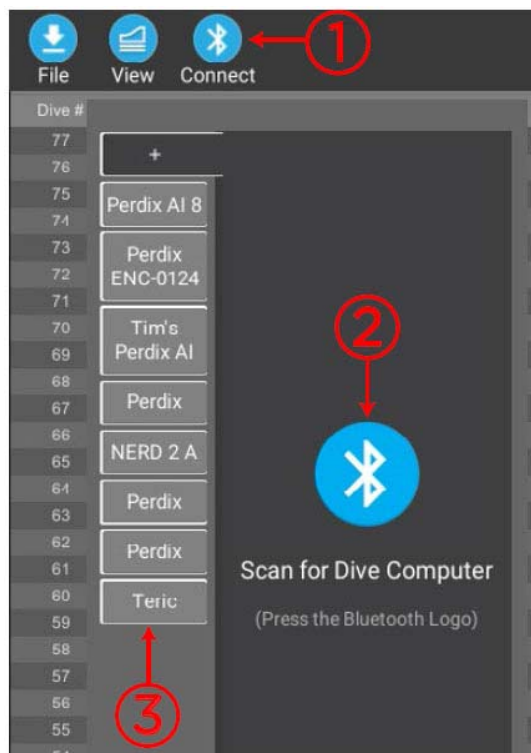 ①
File View Connect
Dive #
77
76
75
74
73
72
71
70
69
68
67
66
65
64
63
62
61
60
59
58
57
56
55
+
Perdix AI 8
Perdix
ENC-0124
Tim's
Perdix AI
Perdix
NERD 2 A
Perdix
Perdix
Teric
③
②
Scan for Dive Computer
(Press the Bluetooth Logo)